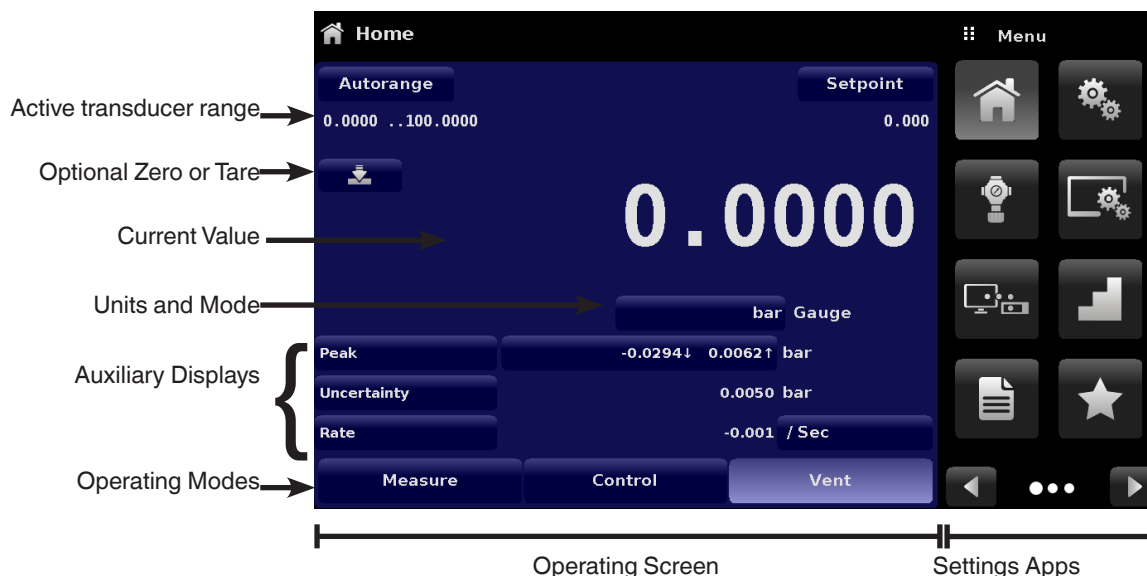 Home
Menu
Autorange
Setpoint
Active transducer range
0.0000 ..100.0000
0.000
Optional Zero or Tare
Current Value
0.0000
Units and Mode
bar Gauge
Auxiliary Displays
Peak
-0.0294↓ 0.0062↑ bar
Uncertainty
0.0050 bar
Rate
-0.001 / Sec
Operating Modes
Measure
Control
Vent
Operating Screen
Settings Apps